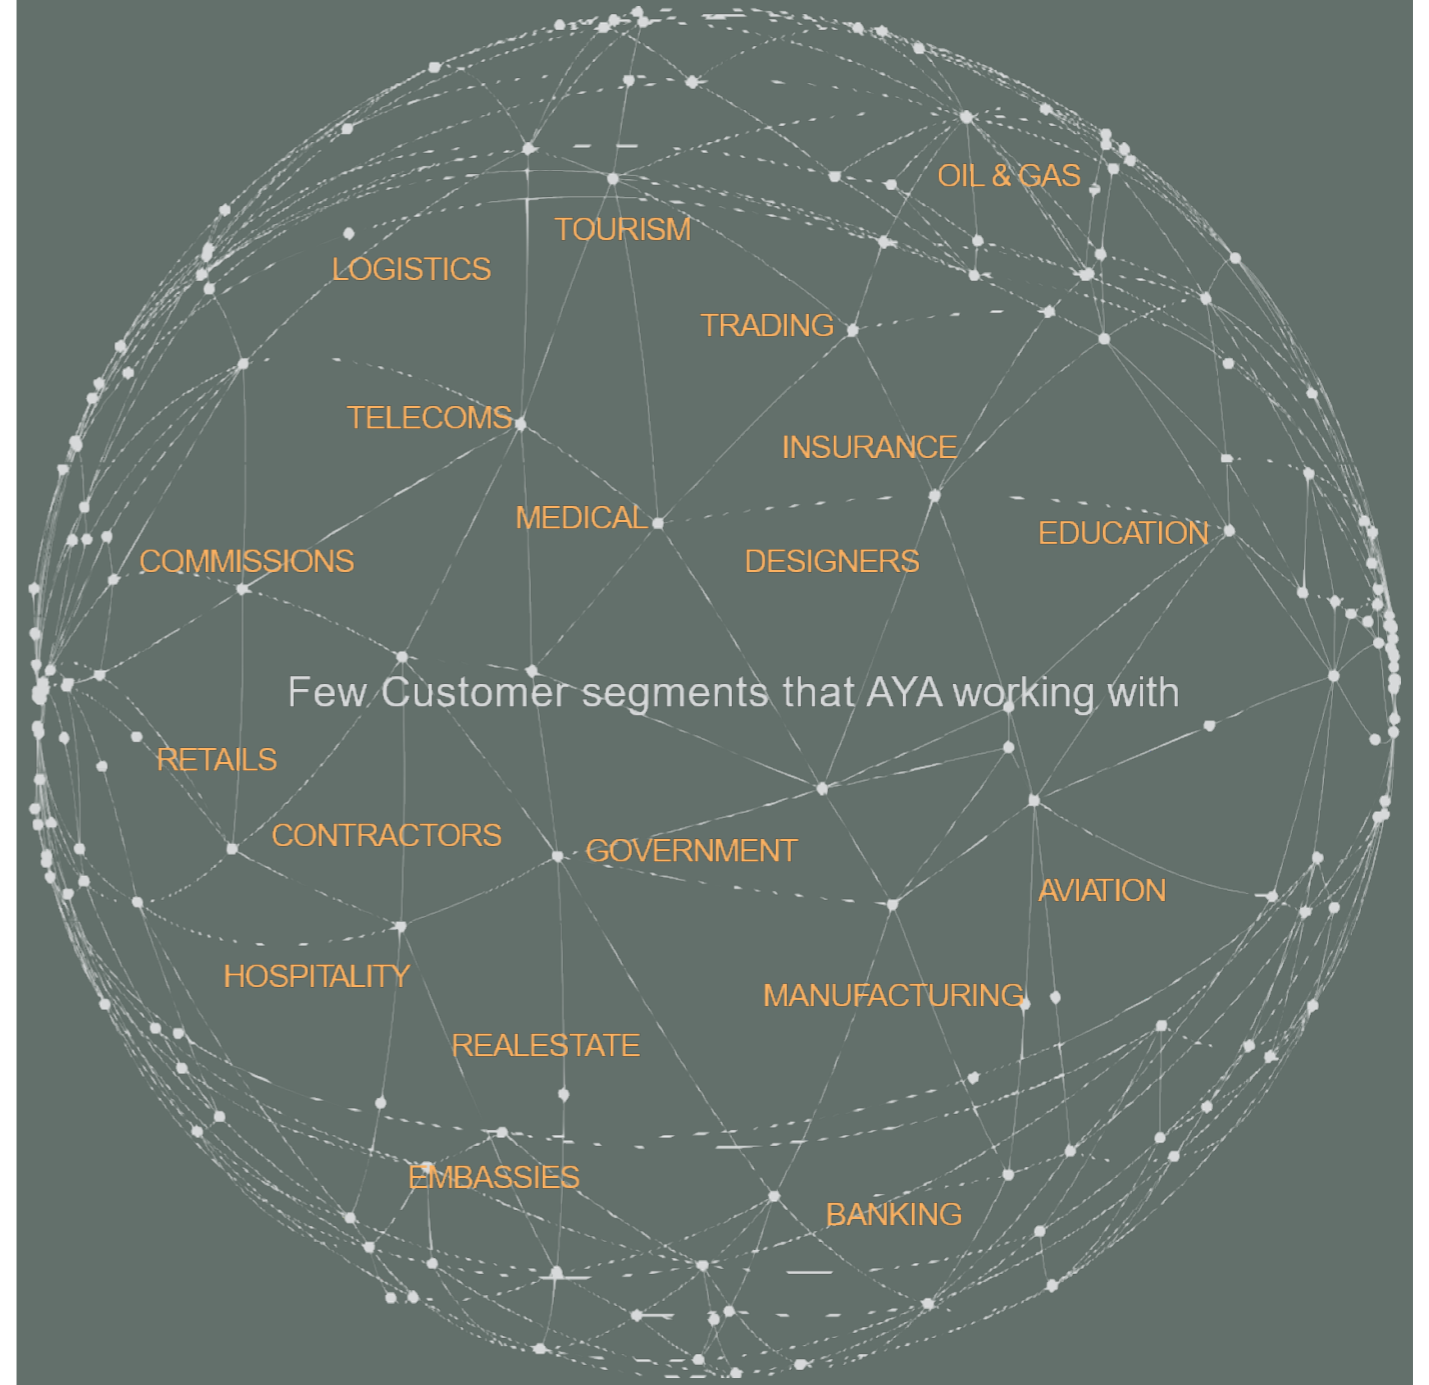 OIL & GAS
TOURISM
LOGISTICS
TRADING
TELECOMS
INSURANCE
MEDICAL
EDUCATION
COMMISSIONS
DESIGNERS
Few Customer segments that AYA working with
RETAILS
CONTRACTORS
GOVERNMENT
AVIATION
HOSPITALITY
MANUFACTURING
REALESTATE
EMBASSIES
BANKING